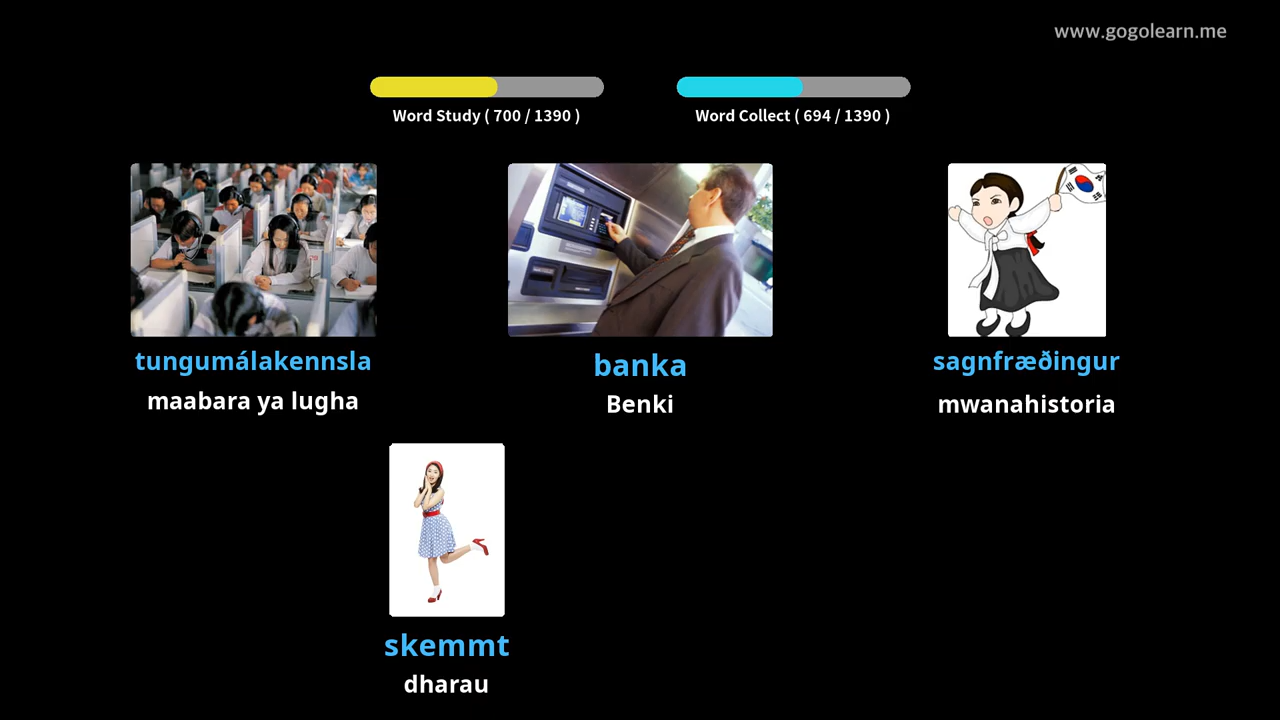 www.gogolearn.me
Word Study ( 700 / 1390 )
Word Collect ( 694 / 1390 )
tungumálakennsla
maabara ya lugha
banka
Benki
sagnfræðingur
mwanahistoria
skemmt
dharau